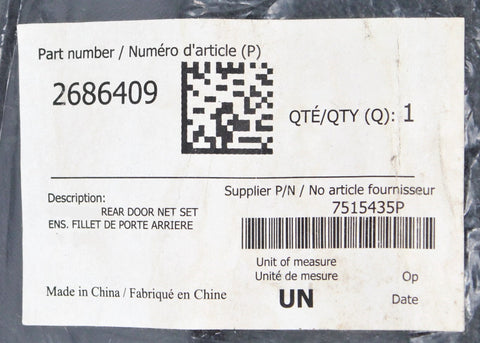 Part number / Numéro d'article (P)
2686409
QTÉ/QTY (Q): 1
Description:
REAR DOOR NET SET
ENS. FILLET DE PORTE ARRIERE
Supplier P/N / No article fournisseur
7515435P
Unit of measure
Unité de mesure
UN
Op
Date
Made in China / Fabriqué en Chine